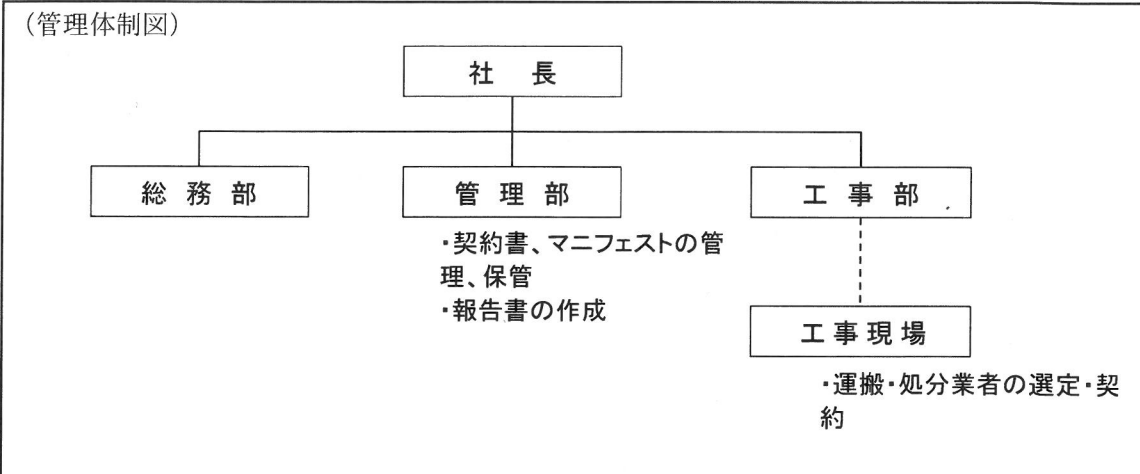 (管理体制図)
社長
総務部
管理部
工事部
・契約書、マニフェストの管
理、保管
・報告書の作成
工事現場
・運搬・処分業者の選定・契
約